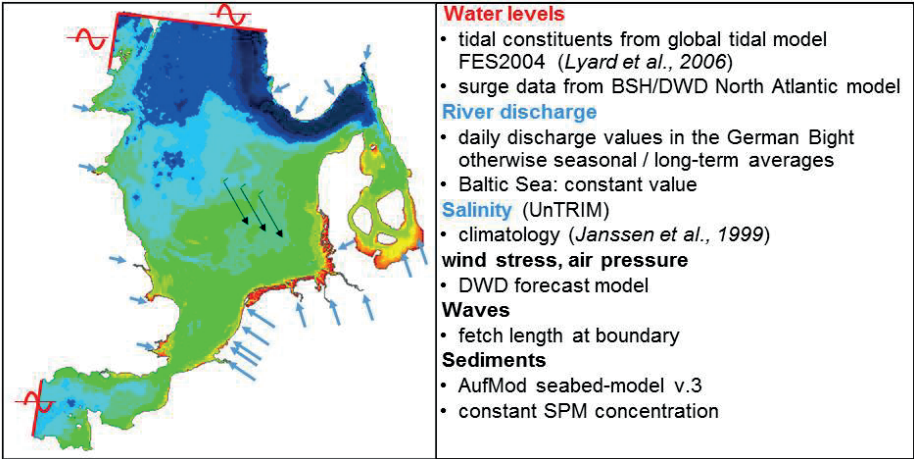 Water levels
• tidal constituents from global tidal model
FES2004 (Lyard et al., 2006)
• surge data from BSH/DWD North Atlantic model
River discharge
• daily discharge values in the German Bight
otherwise seasonal / long-term averages
• Baltic Sea: constant value
Salinity (UnTRIM)
• climatology (Janssen et al., 1999)
wind stress, air pressure
• DWD forecast model
Waves
• fetch length at boundary
Sediments
• AufMod seabed-model v.3
• constant SPM concentration